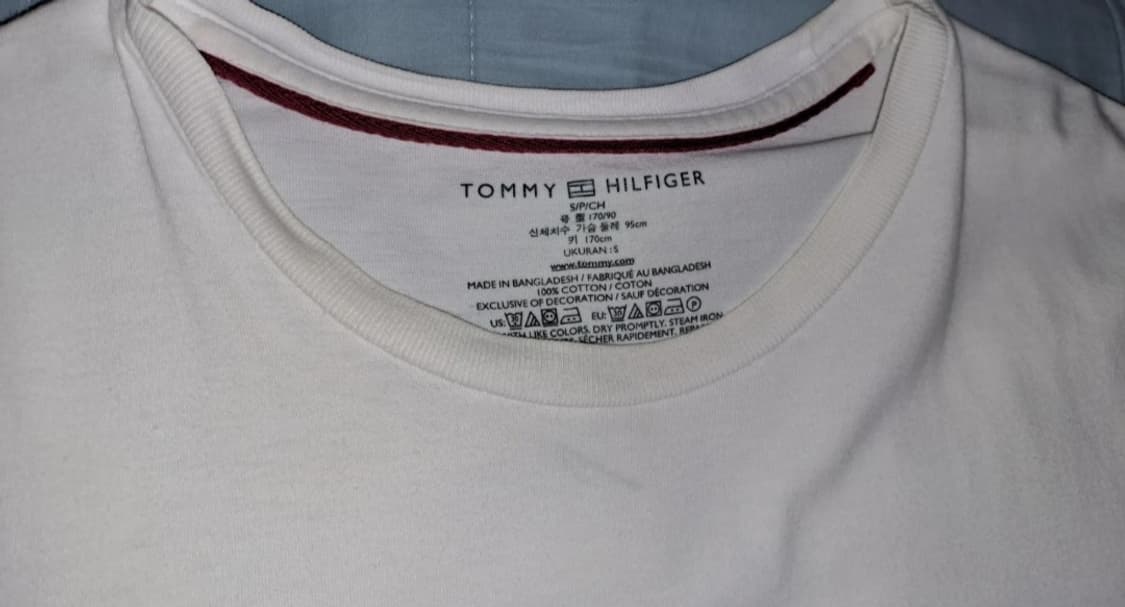 TOMMY HILFIGER
S/P/CH
170/90
신체치수 가슴 둘레 95cm
키 170cm
UKURAN : S
www.tommy.com
MADE IN BANGLADESH / FABRIQUÉ AU BANGLADESH
100% COTTON / COTON
EXCLUSIVE OF DECORATION / SAUF DÉCORATION
US: 30 EU: 30 P
LIKE COLORS. DRY PROMPTLY. STEAM IRON
SÉCHER RAPIDEMENT.